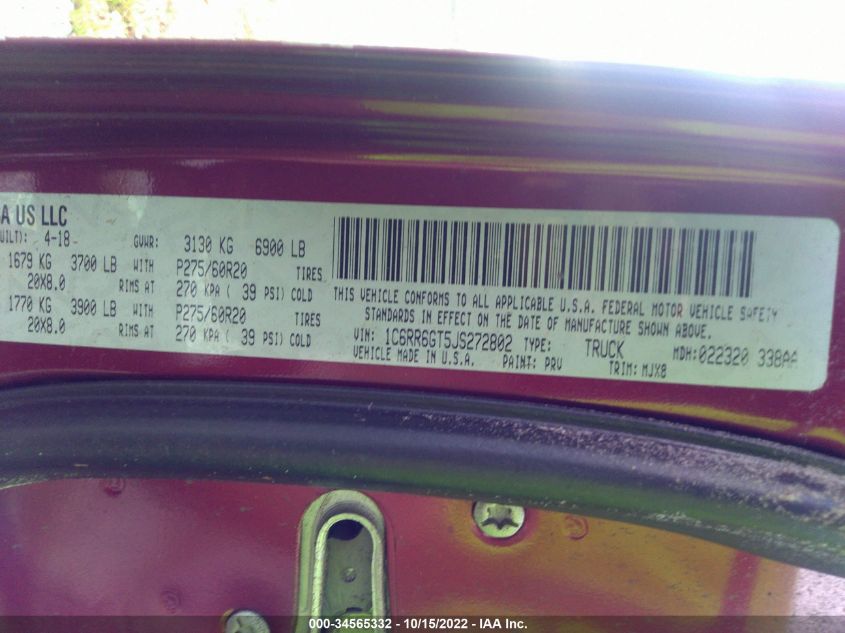 A US LLC
UILT): 4-18 GVWR: 3130 KG 6900 LB
1679 KG 3700 LB WITH P275/60R20 TIRES
20X8.0 RIMS AT 270 KPA ( 39 PSI) COLD
1770 KG 3900 LB WITH P275/60R20 TIRES
20X8.0 RIMS AT 270 KPA ( 39 PSI) COLD
THIS VEHICLE CONFORMS TO ALL APPLICABLE U.S.A. FEDERAL MOTOR VEHICLE SAFETY
STANDARDS IN EFFECT ON THE DATE OF MANUFACTURE SHOWN ABOVE.
VIN: 1C6RR6GT5JS272802 TYPE: TRUCK MDH:022320 338AA
VEHICLE MADE IN U.S.A. PAINT: PRV TRIM: MJX8
000-34565332 - 10/15/2022 - IAA Inc.